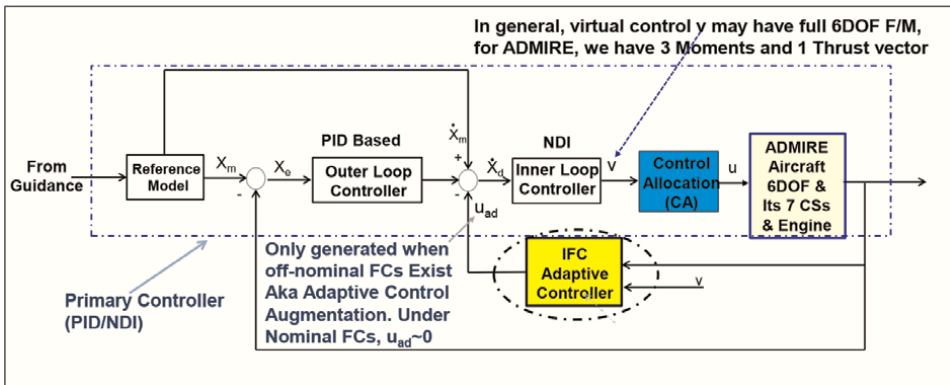 In general, virtual control v may have full 6DOF F/M,
for ADMIRE, we have 3 Moments and 1 Thrust vector
From
Guidance
Reference
Model
Xm
-
Xe
PID Based
Outer Loop
Controller
Ẋm
+
-
-
Ẋd
uad
NDI
Inner Loop
Controller
v
Control
Allocation
(CA)
u
ADMIRE
Aircraft
6DOF &
Its 7 CSs
& Engine
Only generated when
off-nominal FCs Exist
Aka Adaptive Control
Augmentation. Under
Nominal FCs, uad~0
IFC
Adaptive
Controller
v
Primary Controller
(PID/NDI)